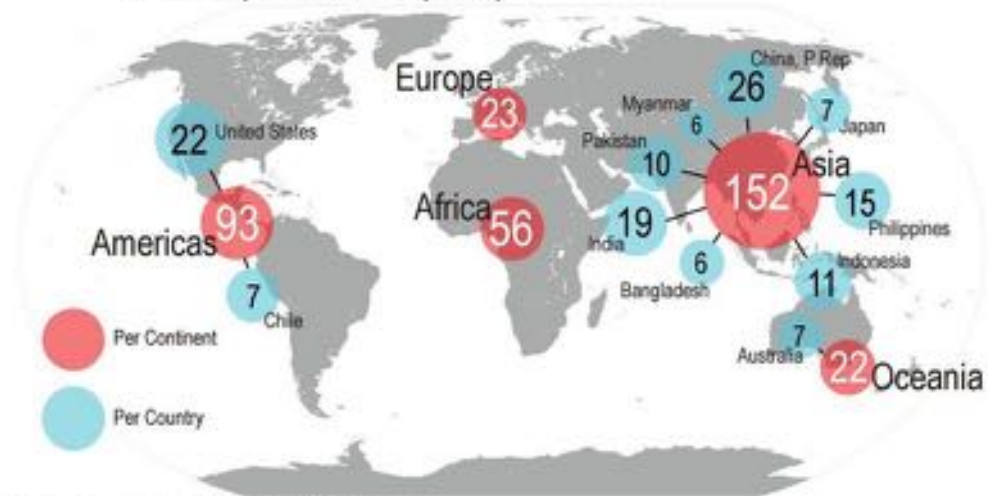 China, P.Rep
Europe
26
23
Myanmar
7
6
Japan
22
United States
Pakistan
10
Asia
152
Africa
15
93
56
19
Philippines
Americas
India
Indonesia
6
11
7
Bangladesh
Chile
Per Continent
7
Australia
22
Oceania
Per Country